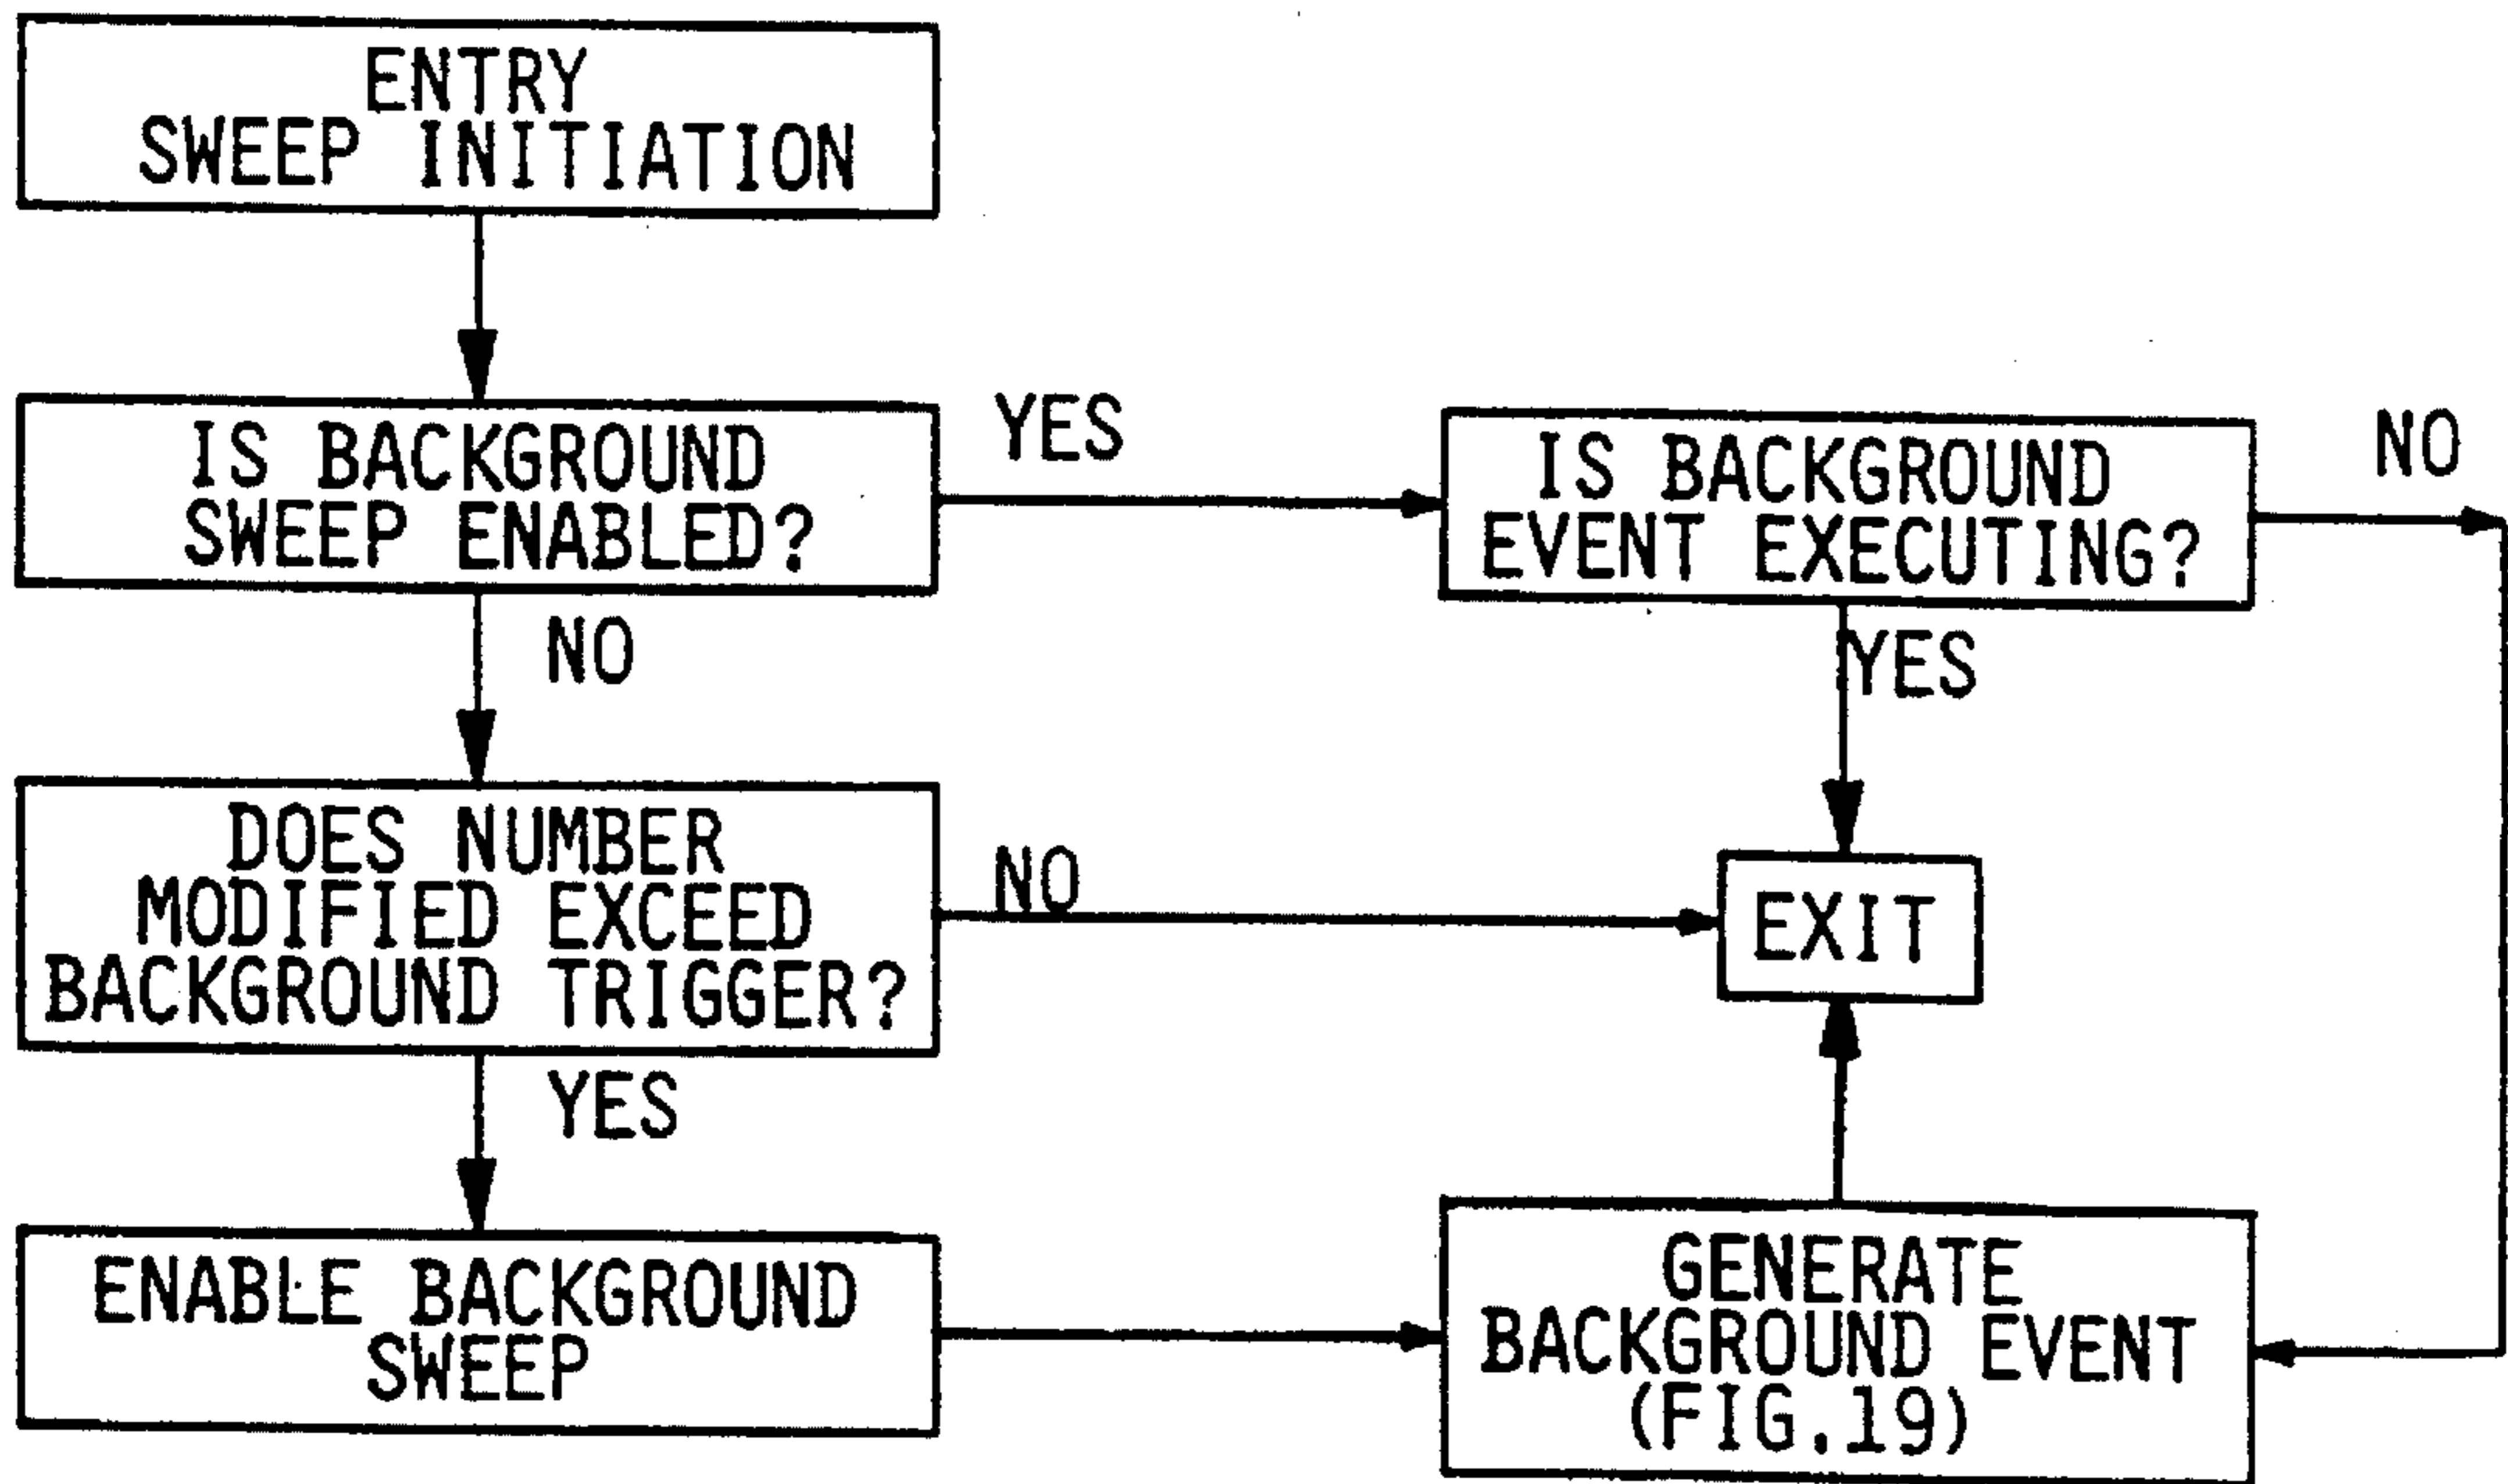 ENTRY
SWEEP INITIATION
IS BACKGROUND
SWEEP ENABLED?
YES
IS BACKGROUND
EVENT EXECUTING?
NO
NO
YES
DOES NUMBER
MODIFIED EXCEED
BACKGROUND TRIGGER?
NO
EXIT
YES
ENABLE BACKGROUND
SWEEP
GENERATE
BACKGROUND EVENT
(FIG.19)